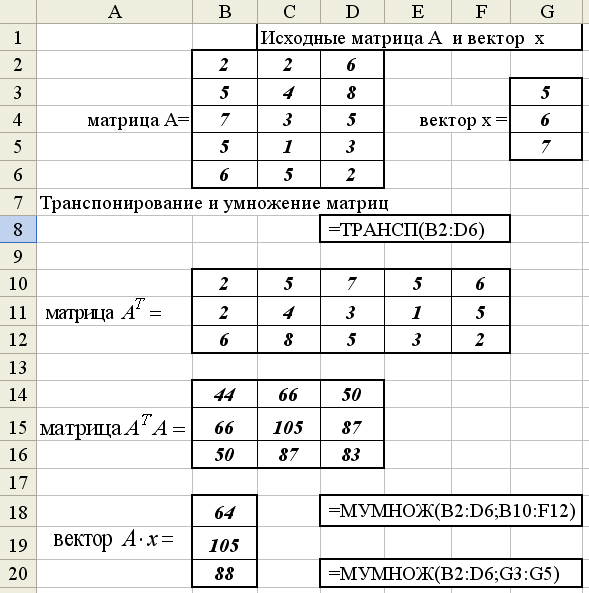 A B C D E F G
1 Исходные матрица А и вектор х
2 2 2 6
3 5 4 8 5
4 матрица А= 7 3 5 вектор х = 6
5 5 1 3 7
6 6 5 2
7 Транспонирование и умножение матриц
8 =ТРАНСП(B2:D6)
9
10 2 5 7 5 6
11 матрица A^T = 2 4 3 1 5
12 6 8 5 3 2
13
14 44 66 50
15 матрица A^T A = 66 105 87
16 50 87 83
17
18 64 =МУМНОЖ(B2:D6;B10:F12)
19 вектор A·x = 105
20 88 =МУМНОЖ(B2:D6;G3:G5)